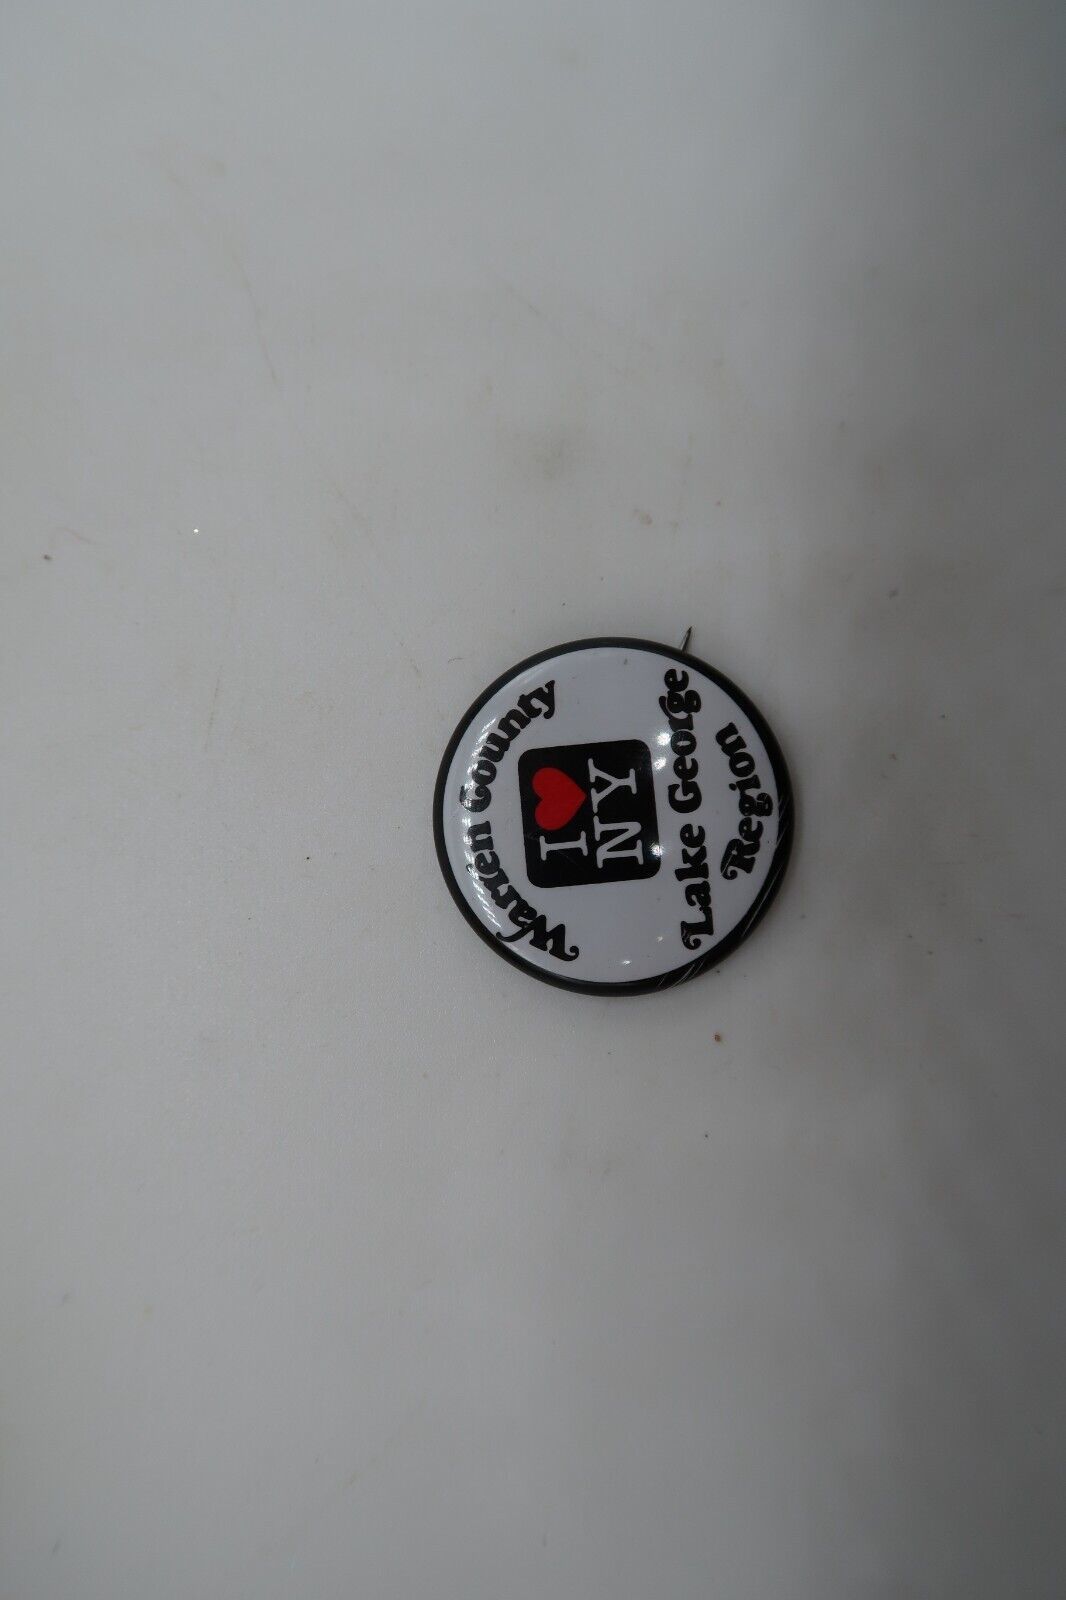 Warren County
I ❤ NY
Lake George
Region